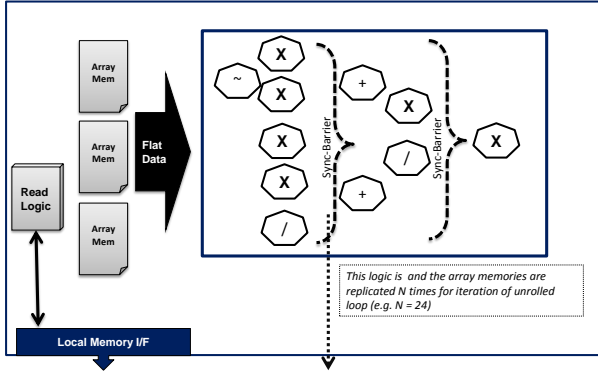 Array
Mem
Array
Mem
Array
Mem
Read
Logic
Flat
Data
X
~
X
X
X
/
Sync-Barrier
+
X
/
+
Sync-Barrier
X
This logic is  and the array memories are
replicated N times for iteration of unrolled
loop (e.g. N = 24)
Local Memory I/F